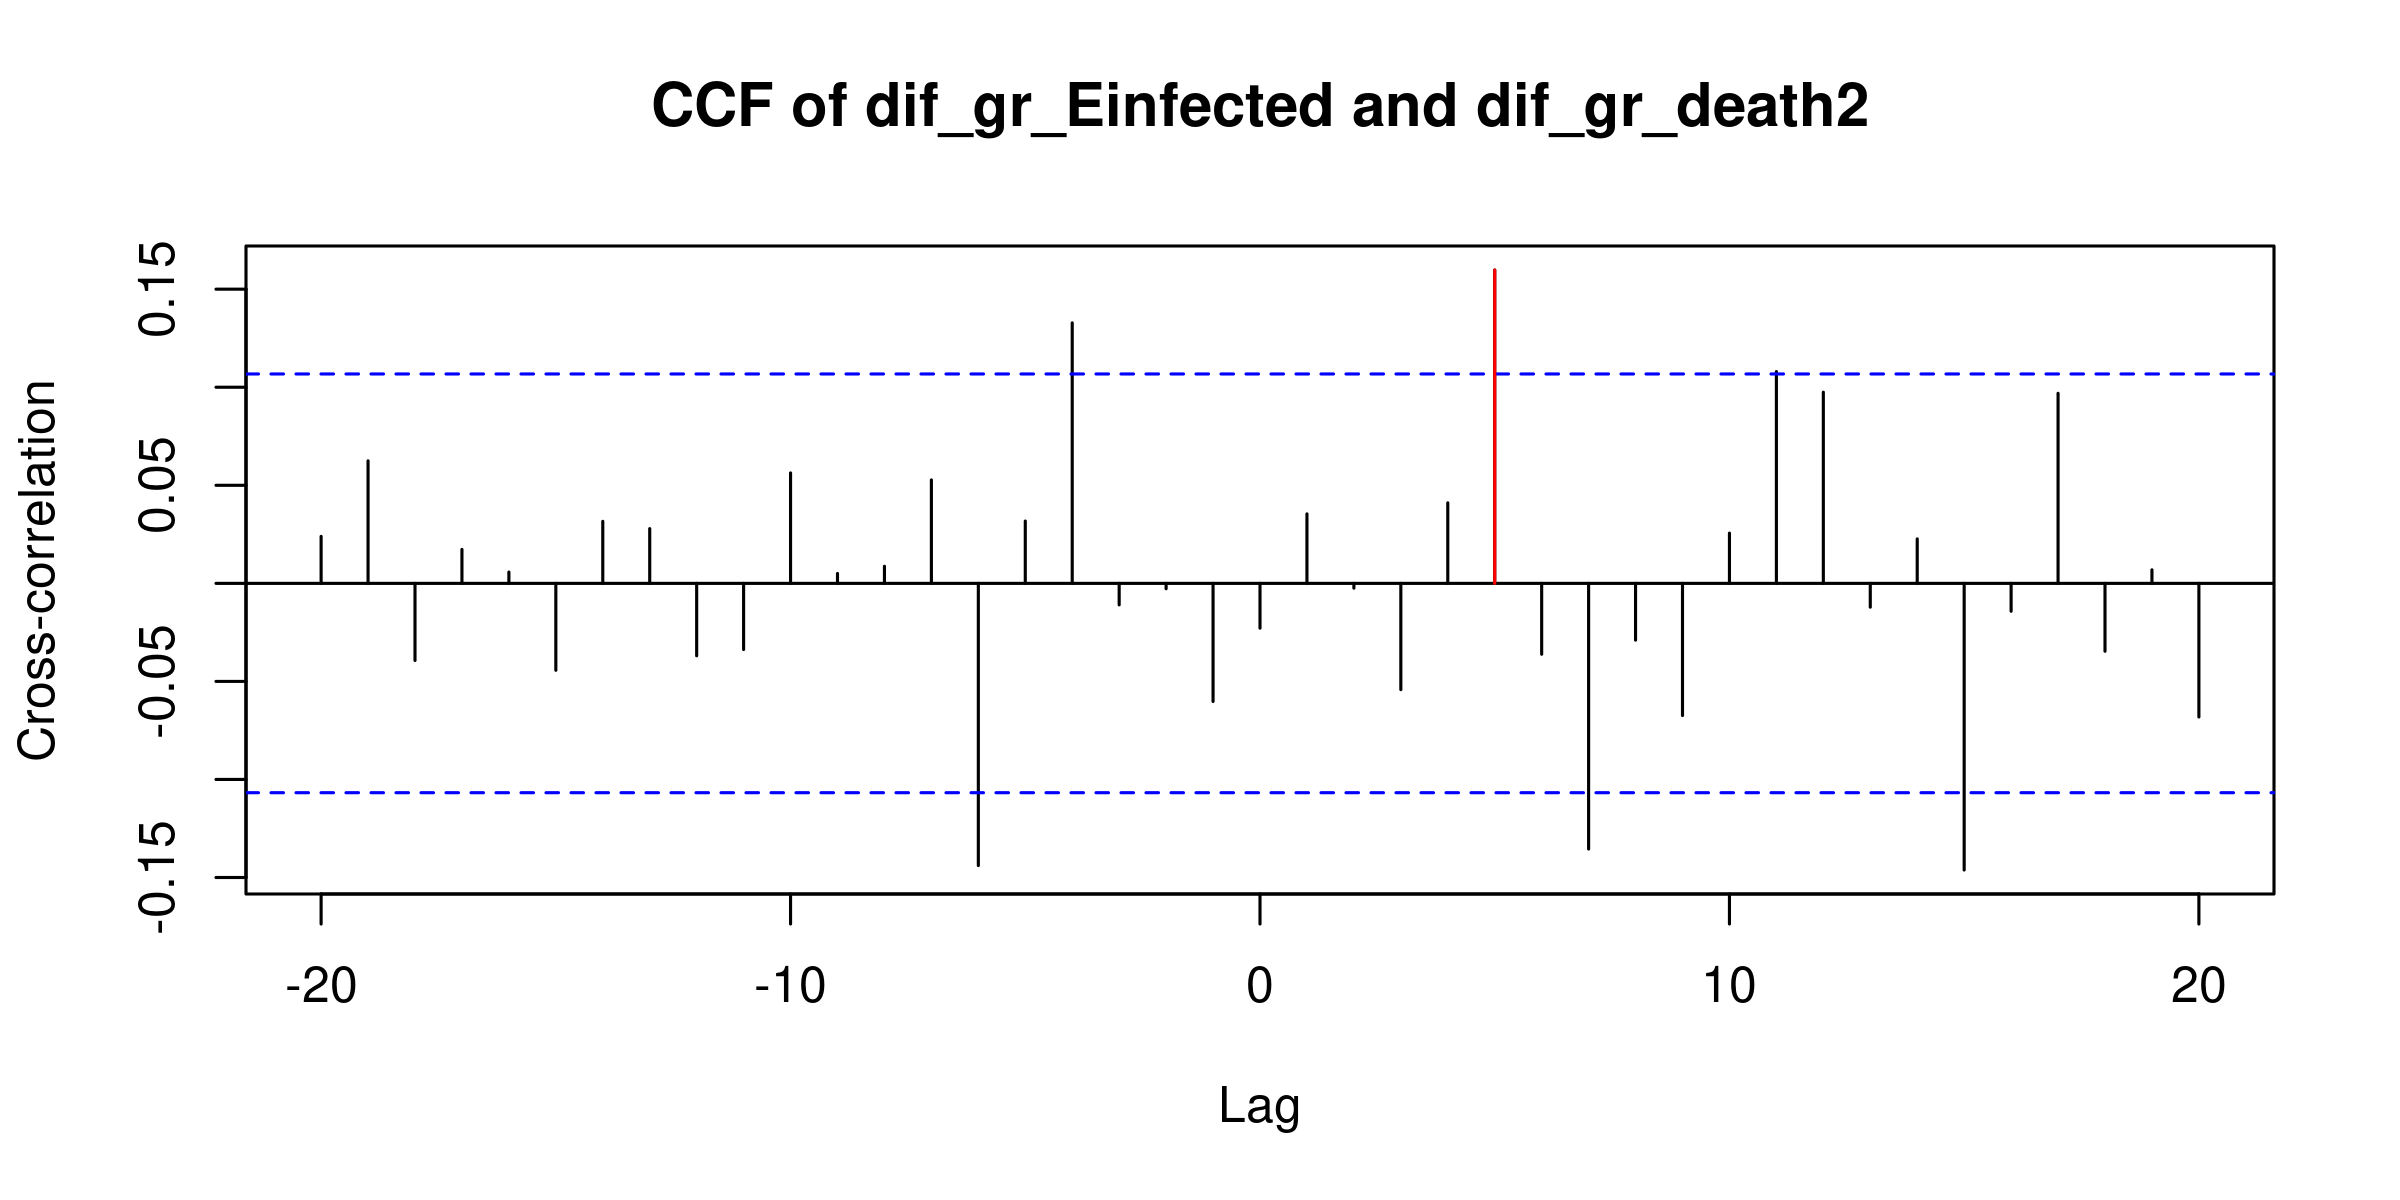 CCF of dif_gr_Einfected and dif_gr_death2
Cross-correlation
0.15
0.05
-0.05
-0.15
-20 -10 0 10 20
Lag